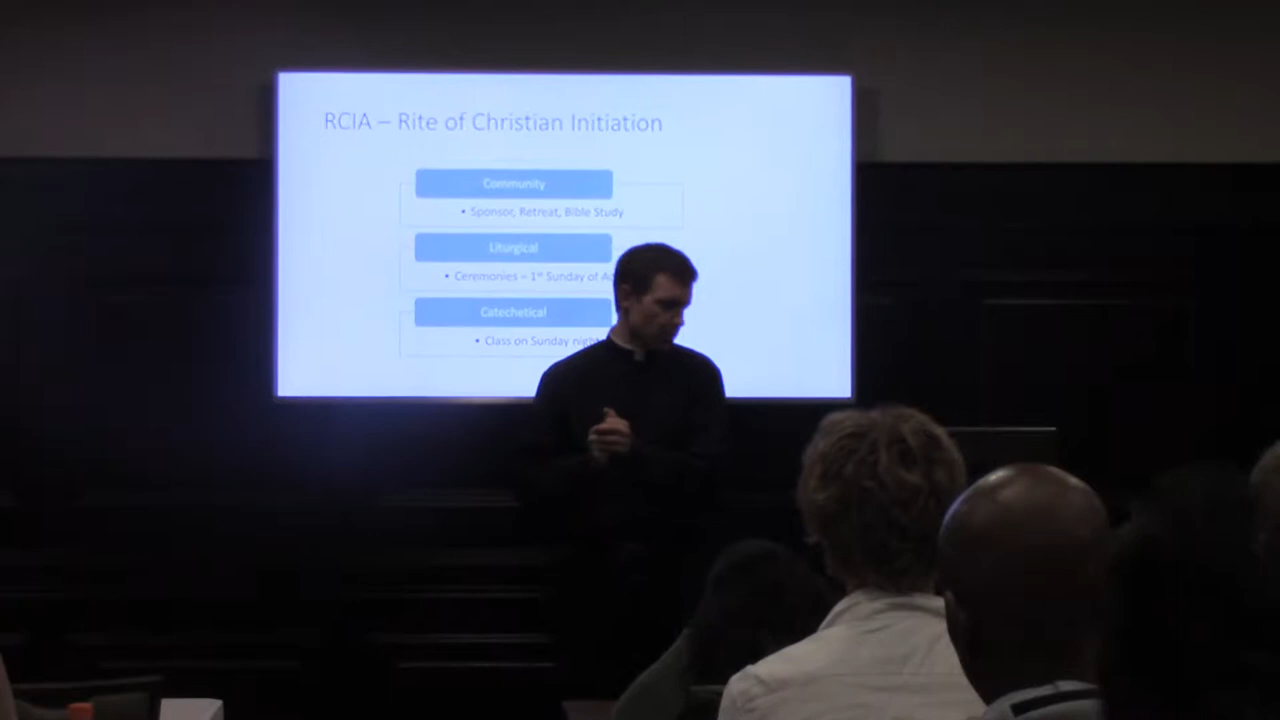 RCIA – Rite of Christian Initiation
Community
• Sponsor, Retreat, Bible Study
Liturgical
• Ceremonies – 1st Sunday of
Catechetical
• Class on Sunday night